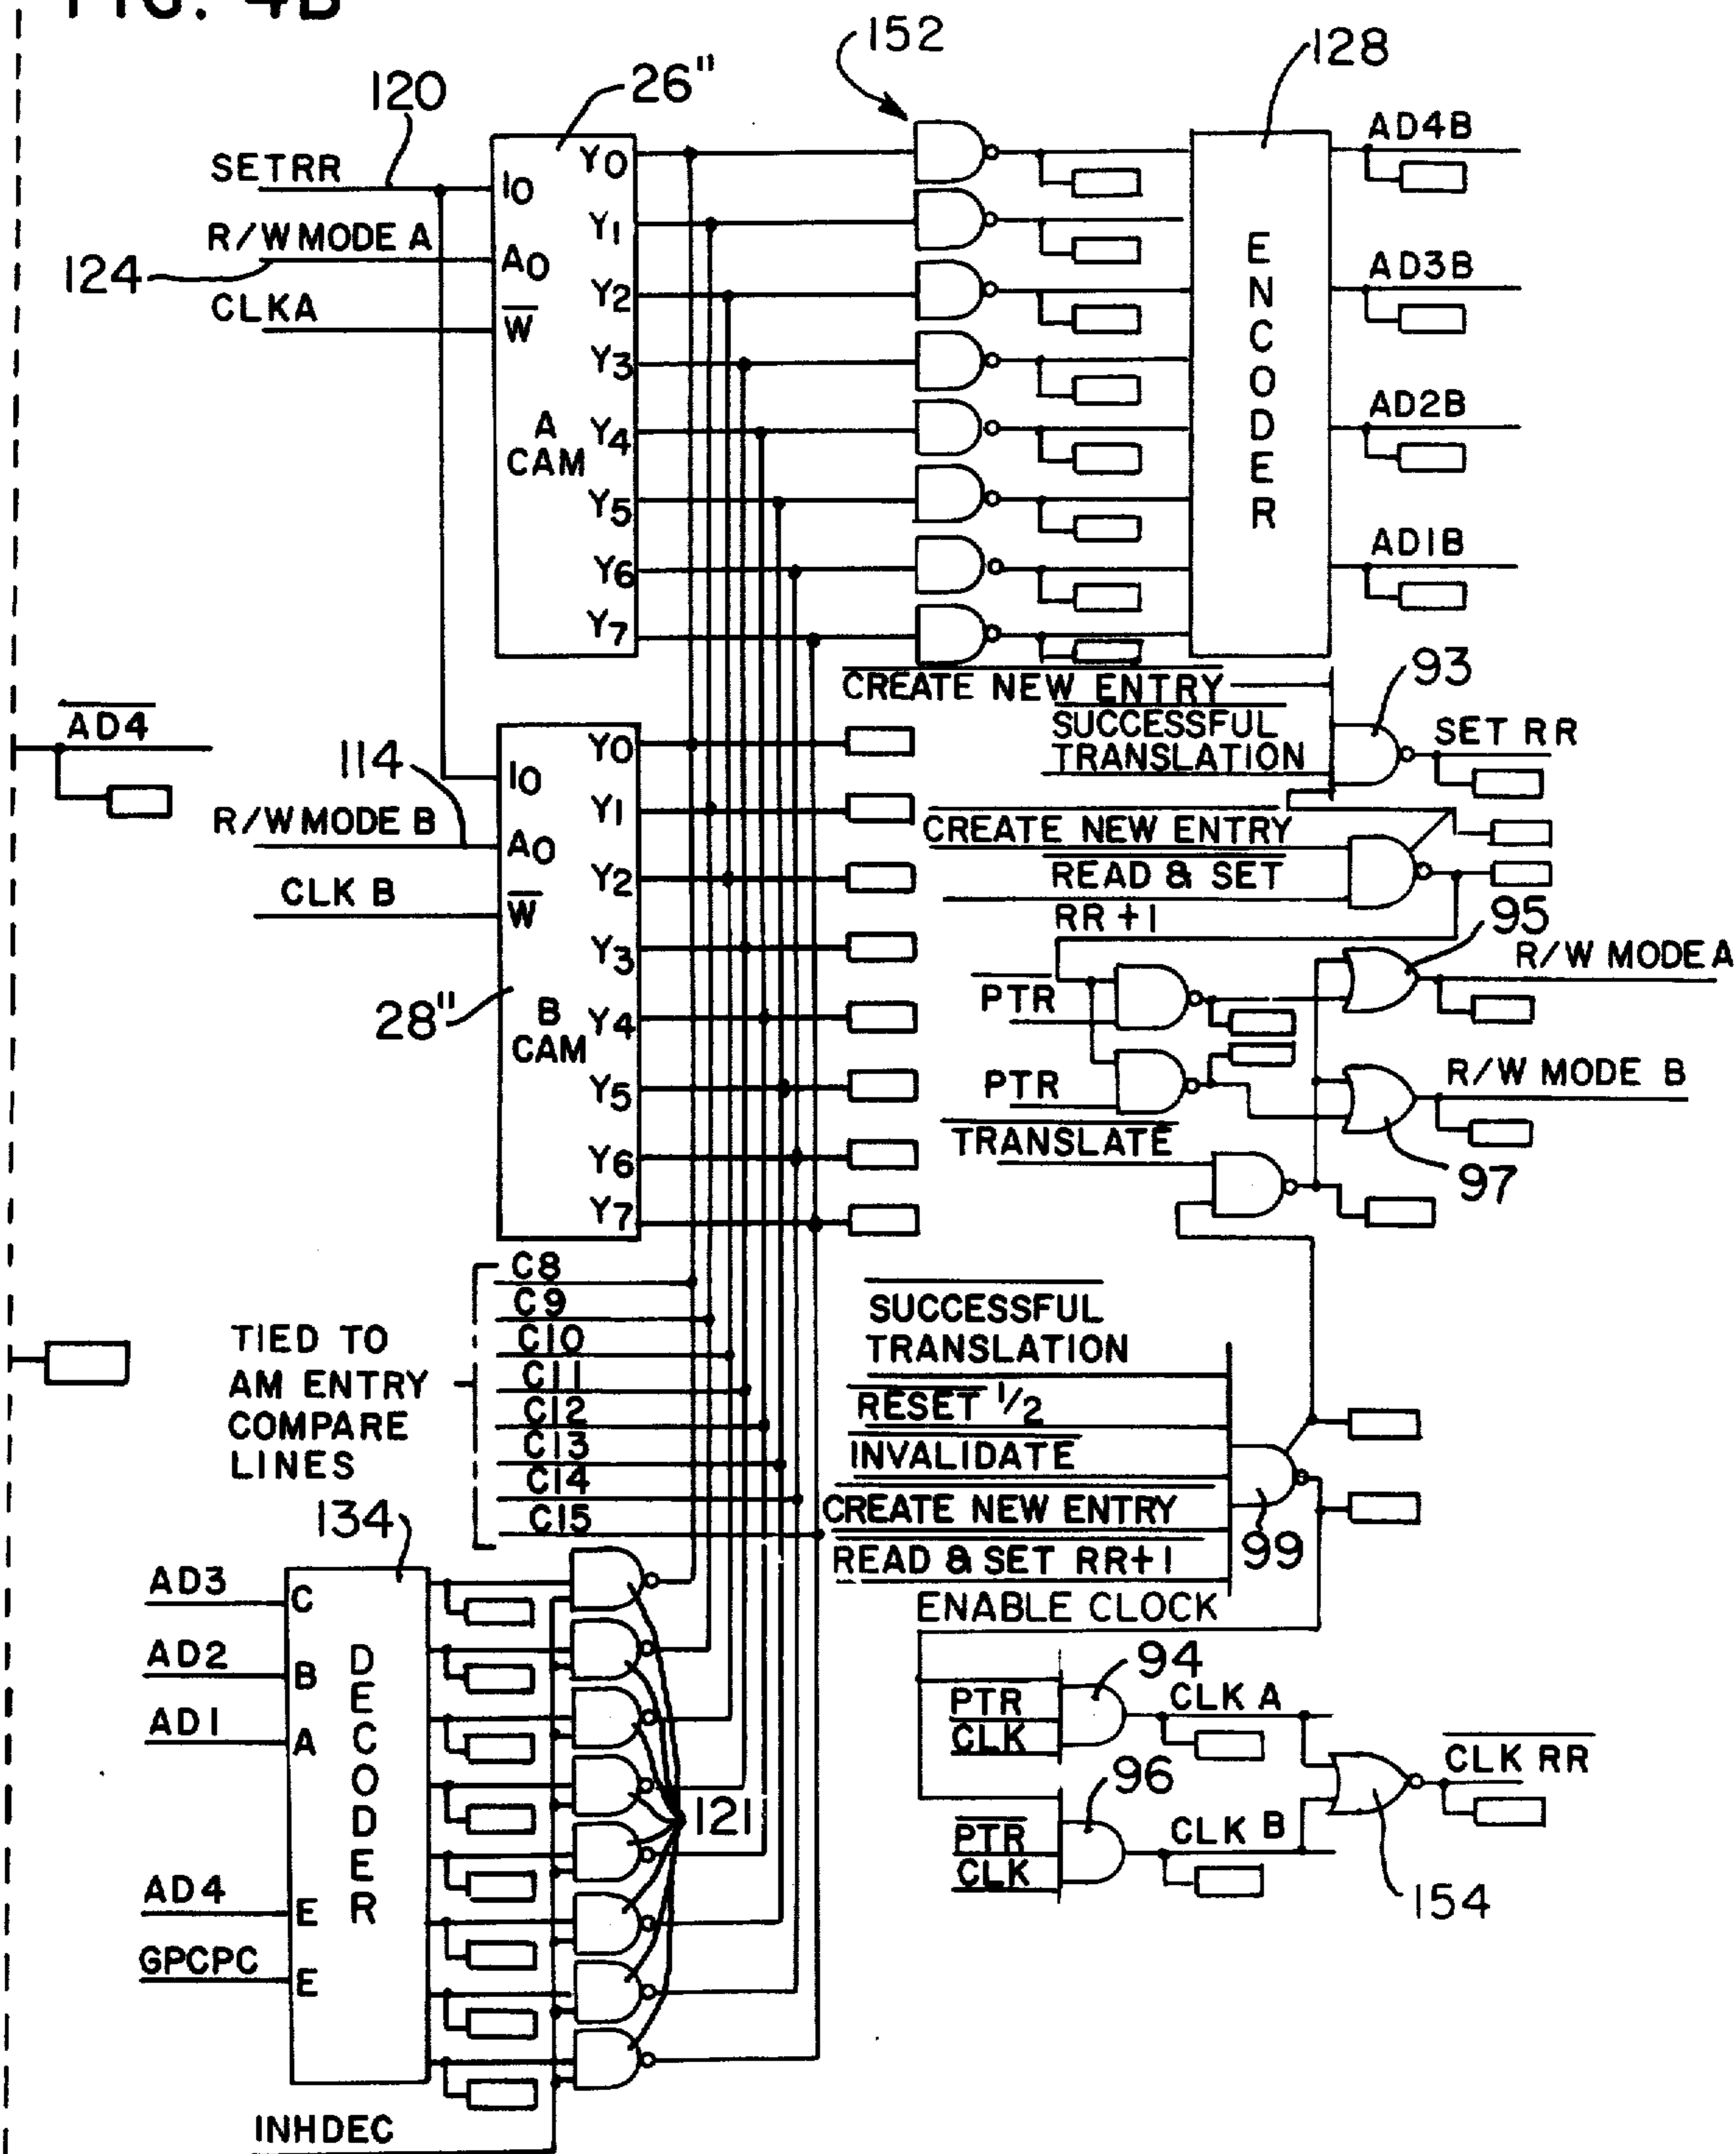 FIG. 4B
120
26"
152
128
SETRR
I0
Y0
AD4B
R/W MODE A
A0
Y1
124
CLKA
W
Y2
AD3B
Y3
A
CAM
Y4
AD2B
Y5
Y6
AD1B
Y7
ENCODER
CREATE NEW ENTRY
93
AD4
SUCCESSFUL
TRANSLATION
SET RR
114
I0
Y0
R/W MODE B
A0
Y1
CREATE NEW ENTRY
CLK B
W
Y2
READ & SET
RR+1
95
Y3
R/W MODE A
28"
B
CAM
Y4
PTR
Y5
PTR
R/W MODE B
Y6
TRANSLATE
97
Y7
C8
C9
C10
C11
C12
C13
C14
C15
TIED TO
AM ENTRY
COMPARE
LINES
SUCCESSFUL
TRANSLATION
RESET 1/2
INVALIDATE
CREATE NEW ENTRY
READ & SET RR+1
99
ENABLE CLOCK
134
AD3
C
AD2
B
AD1
A
DECODER
AD4
E
GPCPC
E
121
INHDEC
94
PTR
CLK
CLK A
CLK RR
96
PTR
CLK
CLK B
154